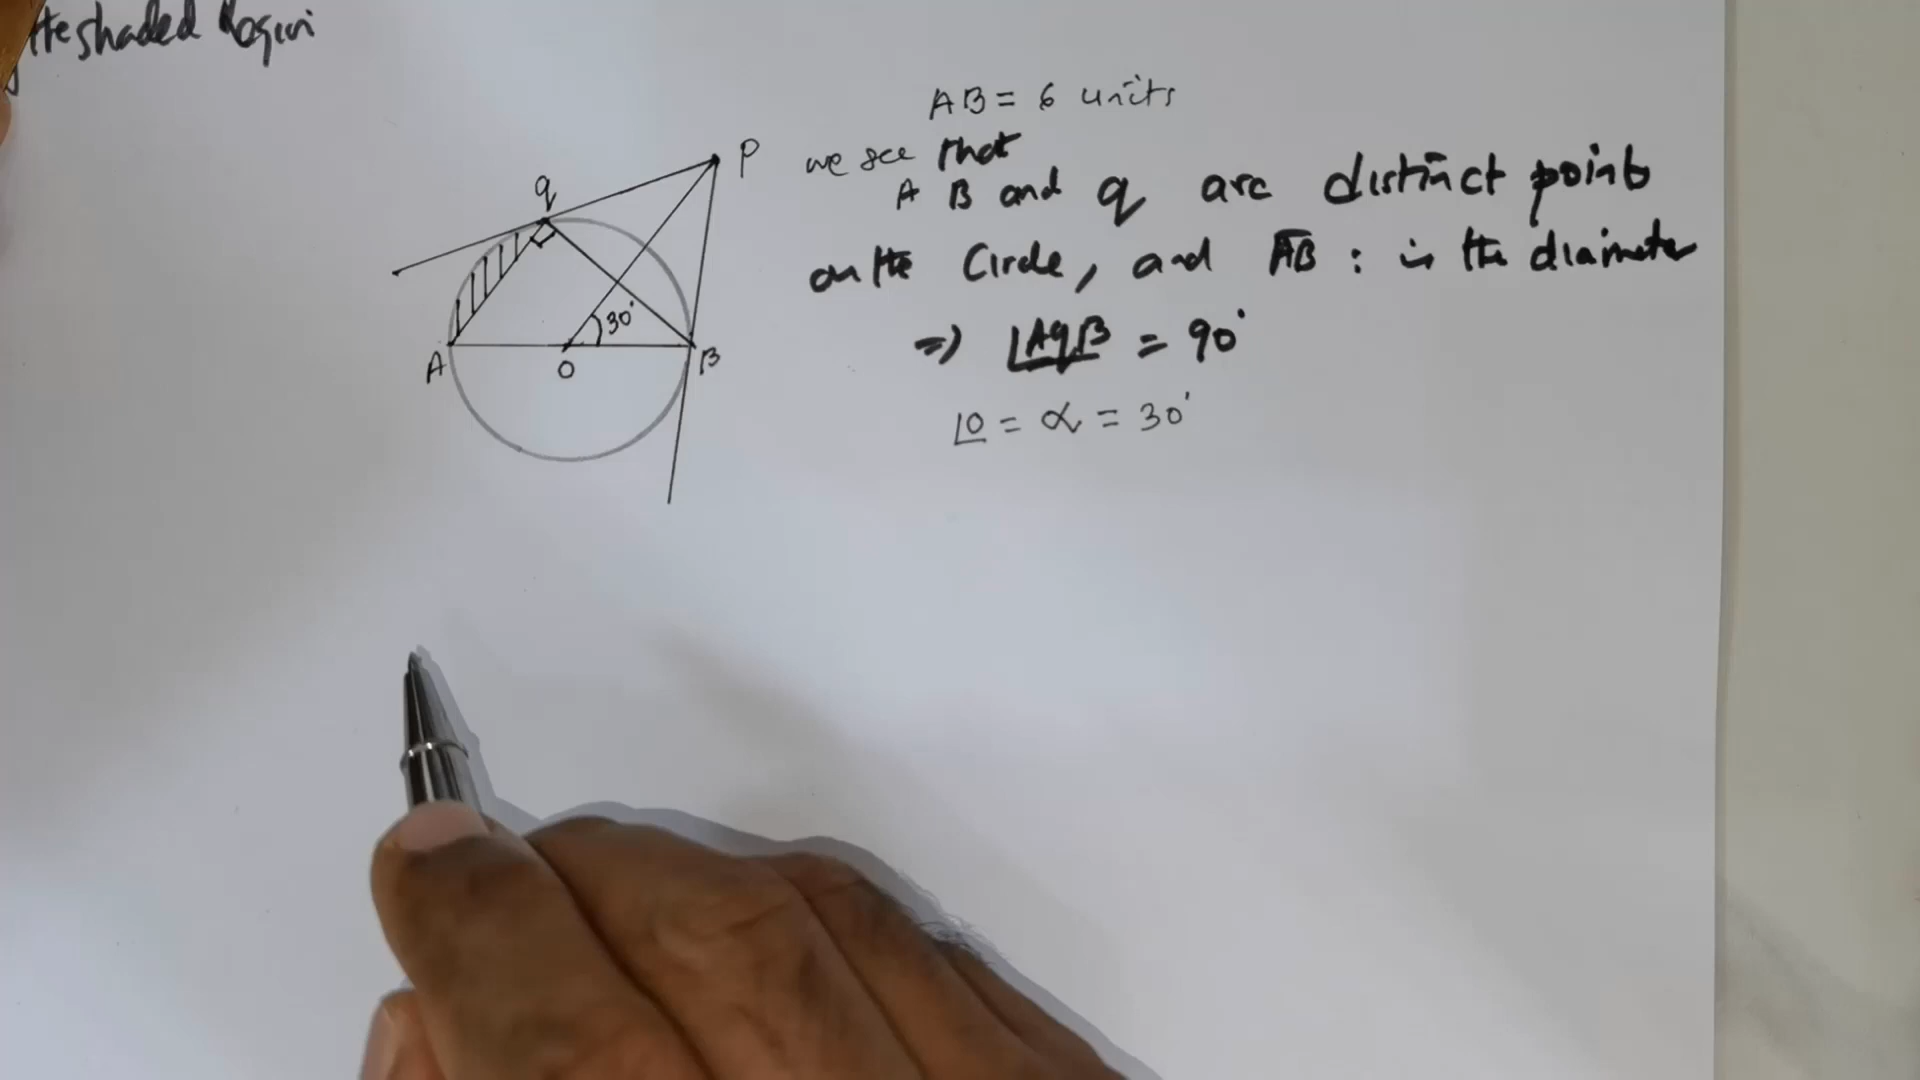 the shaded Region
AB = 6 units
P we see that
q
A B and q are distinct points
on the Circle, and AB : is the diameter
30°
A O B
=> ∠AqB = 90°
∠O = α = 30°